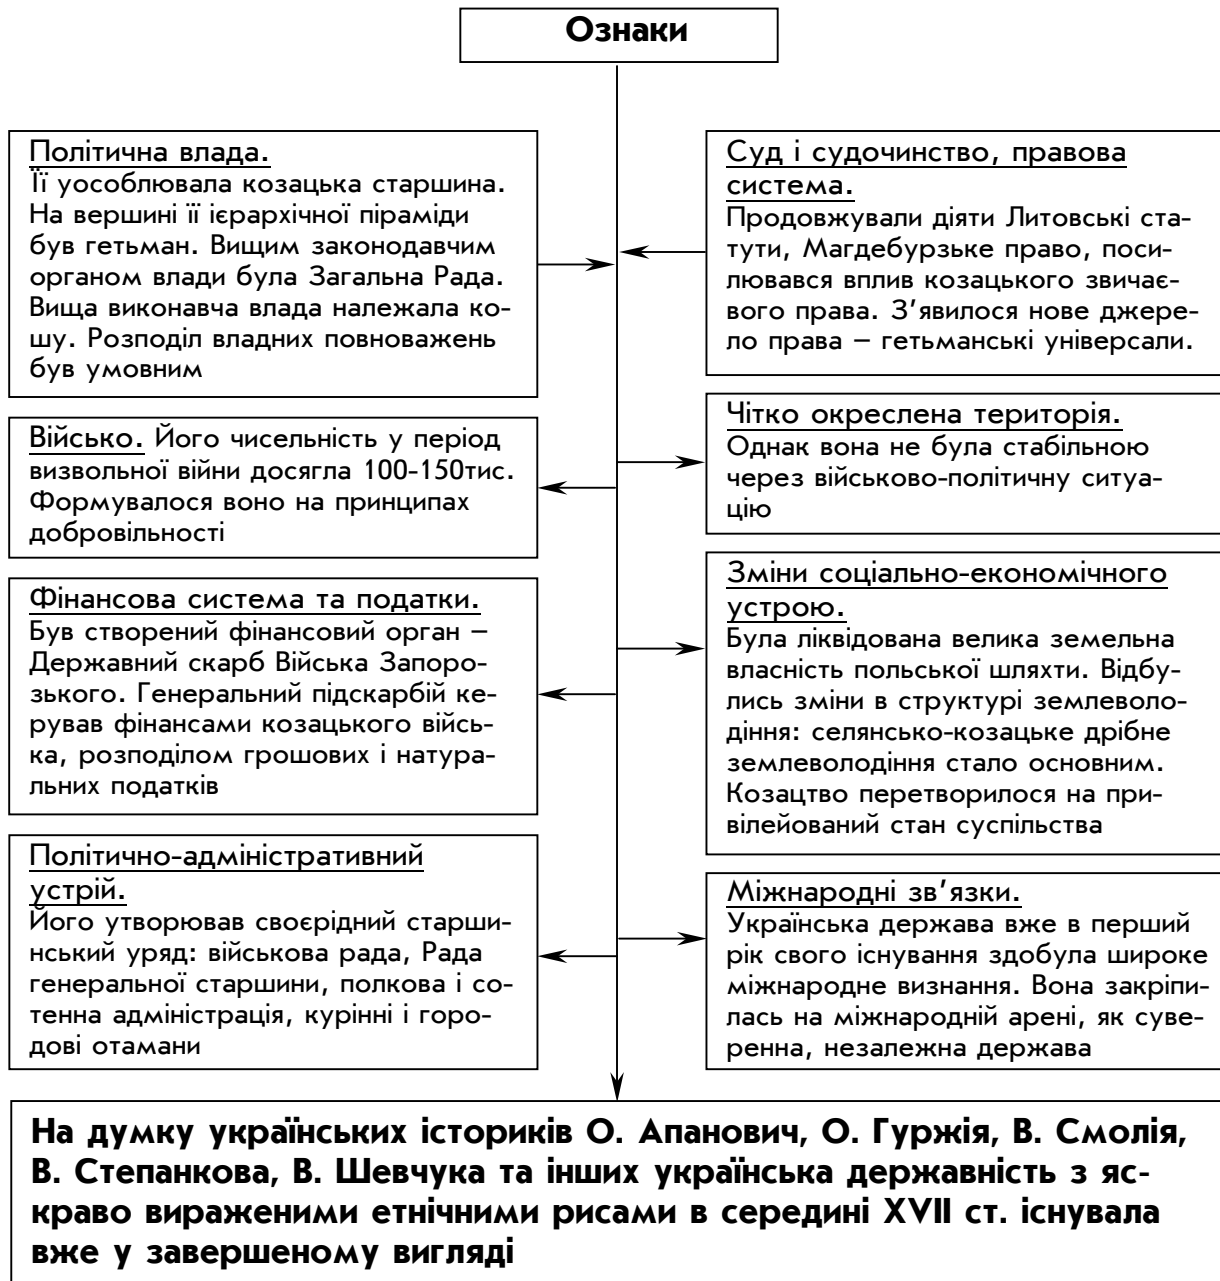 Ознаки
Політична влада.
Її уособлювала козацька старшина.
На вершині її ієрархічної піраміди
був гетьман. Вищим законодавчим
органом влади була Загальна Рада.
Вища виконавча влада належала ко-
шу. Розподіл владних повноважень
був умовним
Суд і судочинство, правова
система.
Продовжували діяти Литовські ста-
тути, Магдебурзьке право, поси-
лювався вплив козацького звичає-
вого права. З’явилося нове джере-
ло права – гетьманські універсали.
Військо. Його чисельність у період
визвольної війни досягла 100-150тис.
Формувалося воно на принципах
добровільності
Чітко окреслена територія.
Однак вона не була стабільною
через військово-політичну ситуа-
цію
Фінансова система та податки.
Був створений фінансовий орган –
Державний скарб Війська Запоро-
зького. Генеральний підскарбій ке-
рував фінансами козацького війсь-
ка, розподілом грошових і натура-
льних податків
Зміни соціально-економічного
устрою.
Була ліквідована велика земельна
власність польської шляхти. Відбу-
лись зміни в структурі землеволо-
діння: селянсько-козацьке дрібне
землеволодіння стало основним.
Козацтво перетворилося на при-
вілейований стан суспільства
Політично-адміністративний
устрій.
Його утворював своєрідний старши-
нський уряд: військова рада, Рада
генеральної старшини, полкова і со-
тенна адміністрація, курінні і горо-
дові отамани
Міжнародні зв’язки.
Українська держава вже в перший
рік свого існування здобула широке
міжнародне визнання. Вона закріпи-
лась на міжнародній арені, як суве-
ренна, незалежна держава
На думку українських істориків О. Апанович, О. Гуржія, В. Смолія,
В. Степанкова, В. Шевчука та інших українська державність з яс-
краво вираженими етнічними рисами в середині XVII ст. існувала
вже у завершеному вигляді